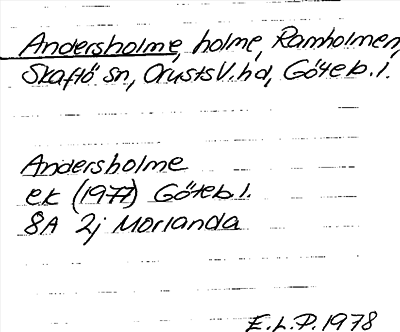 Andersholme, holme, Ramholmen,
Skaftö sn, Orusts V. hd, Göteb. l.
Andersholme
ek (1977) Göteb. l.
8A 2j Morlanda
E.L.P. 1978